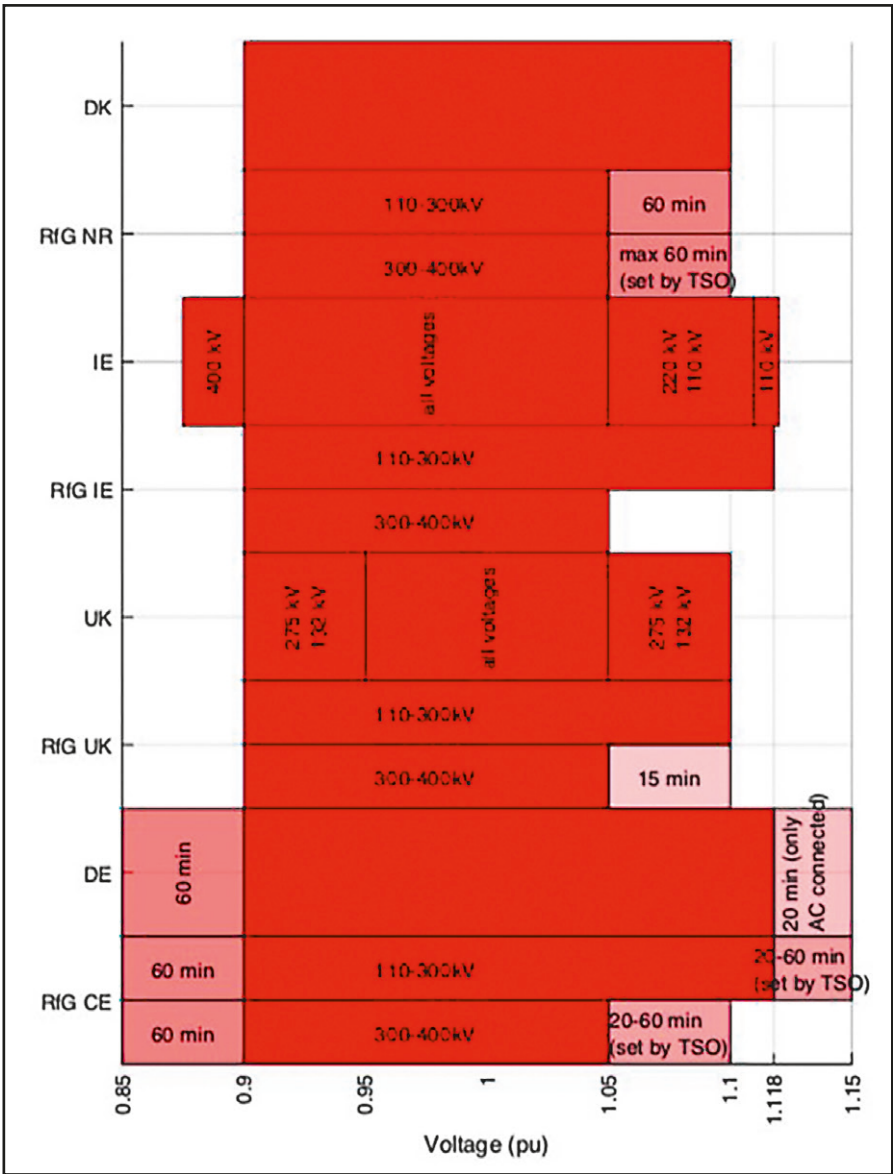 DK
110-300kV
60 min
RfG NR
300-400kV
max 60 min
(set by TSO)
IE
400 kV
all voltages
220 kV
110 kV
110 kV
110-300kV
RfG IE
300-400kV
UK
275 kV
132 kV
all voltages
275 kV
132 kV
110-300kV
RfG UK
300-400kV
15 min
DE
60 min
20 min (only
AC connected)
60 min
110-300kV
20-60 min
(set by TSO)
RfG CE
60 min
300-400kV
20-60 min
(set by TSO)
0.85
0.9
0.95
1
1.05
1.1
1.118
1.15
Voltage (pu)